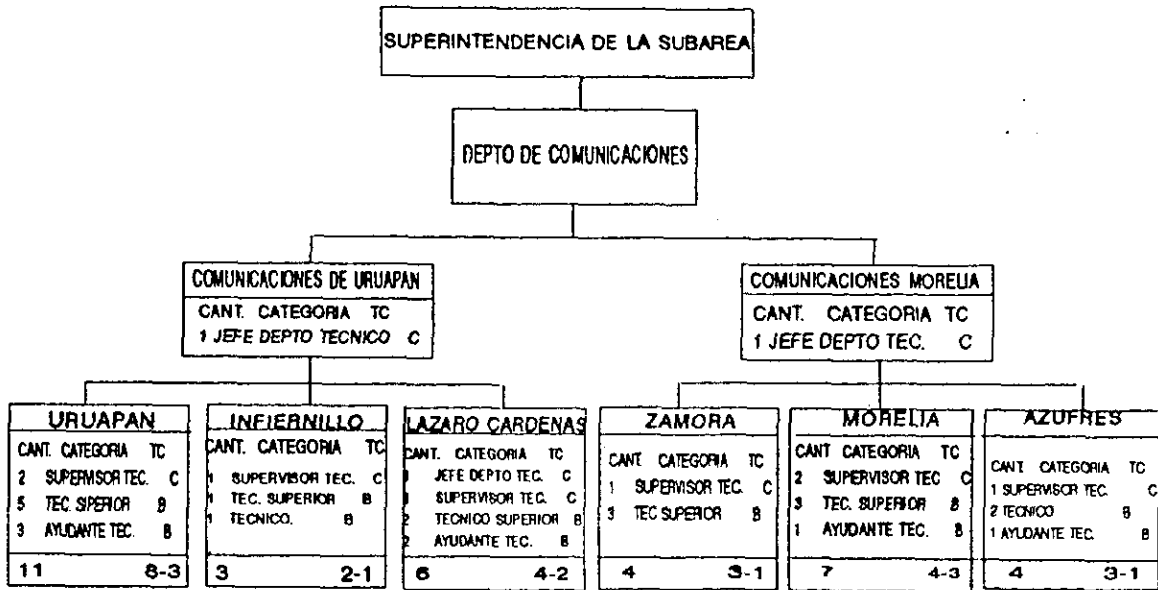 SUPERINTENDENCIA DE LA SUBAREA
DEPTO DE COMUNICACIONES
COMUNICACIONES DE URUAPAN
CANT. CATEGORIA TC
1 JEFE DEPTO TECNICO C
COMUNICACIONES MORELIA
CANT. CATEGORIA TC
1 JEFE DEPTO TEC. C
URUAPAN
CANT. CATEGORIA TC
2 SUPERVISOR TEC. C
5 TEC. SIPERIOR B
3 AYUDANTE TEC. B
11 8-3
INFIERNILLO
CANT. CATEGORIA TC
1 SUPERVISOR TEC. C
1 TEC. SUPERIOR B
1 TECNICO. B
3 2-1
LAZARO CARDENAS
CANT. CATEGORIA TC
JEFE DEPTO TEC. C
SUPERVISOR TEC. C
2 TECNICO SUPERIOR B
2 AYUDANTE TEC. B
6 4-2
ZAMORA
CANT CATEGORIA TC
1 SUPERVISOR TEC. C
3 TEC SUPERIOR B
4 3-1
MORELIA
CANT CATEGORIA TC
2 SUPERVISOR TEC. C
3 TEC. SUPERIOR B
1 AYUDANTE TEC. B
7 4-3
AZUFRES
CANT CATEGORIA TC
1 SUPERVISOR TEC. C
2 TECNICO B
1 AYUDANTE TEC. B
4 3-1